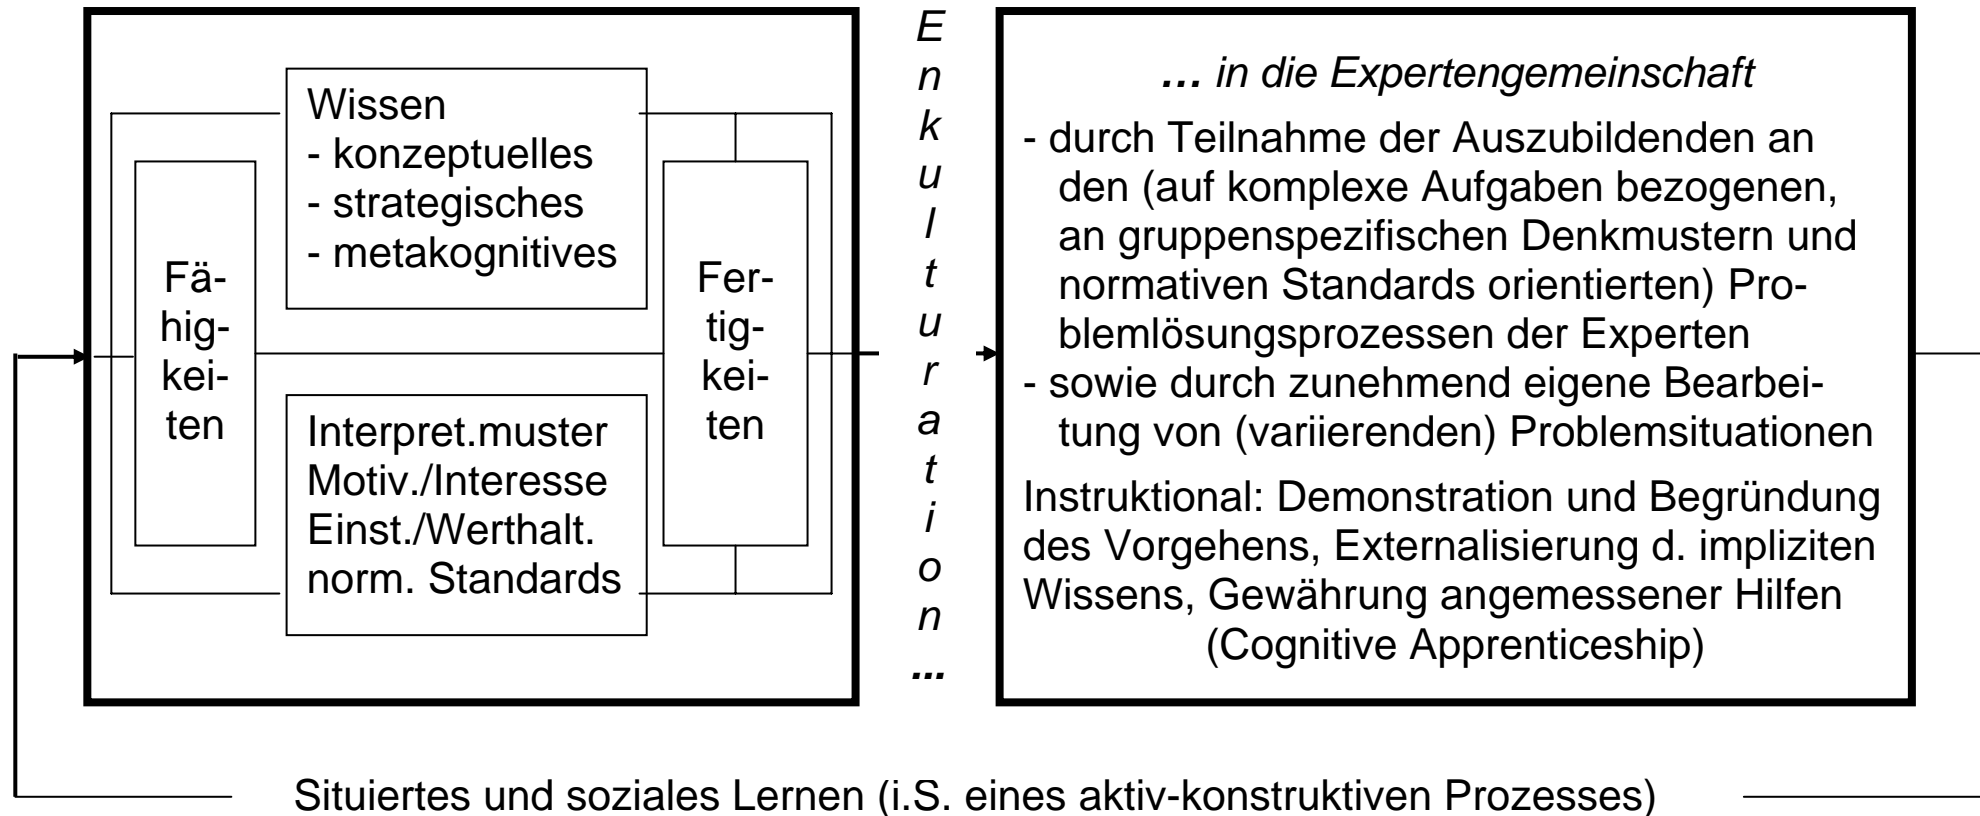 Wissen
- konzeptuelles
- strategisches
- metakognitives
Fä-
hig-
kei-
ten
Fer-
tig-
kei-
ten
Interpret.muster
Motiv./Interesse
Einst./Werthalt.
norm. Standards
Enkulturation...
... in die Expertengemeinschaft
- durch Teilnahme der Auszubildenden an
den (auf komplexe Aufgaben bezogenen,
an gruppenspezifischen Denkmustern und
normativen Standards orientierten) Pro-
blemlösungsprozessen der Experten
- sowie durch zunehmend eigene Bearbei-
tung von (variierenden) Problemsituationen
Instruktional: Demonstration und Begründung
des Vorgehens, Externalisierung d. impliziten
Wissens, Gewährung angemessener Hilfen
(Cognitive Apprenticeship)
Situiertes und soziales Lernen (i.S. eines aktiv-konstruktiven Prozesses)